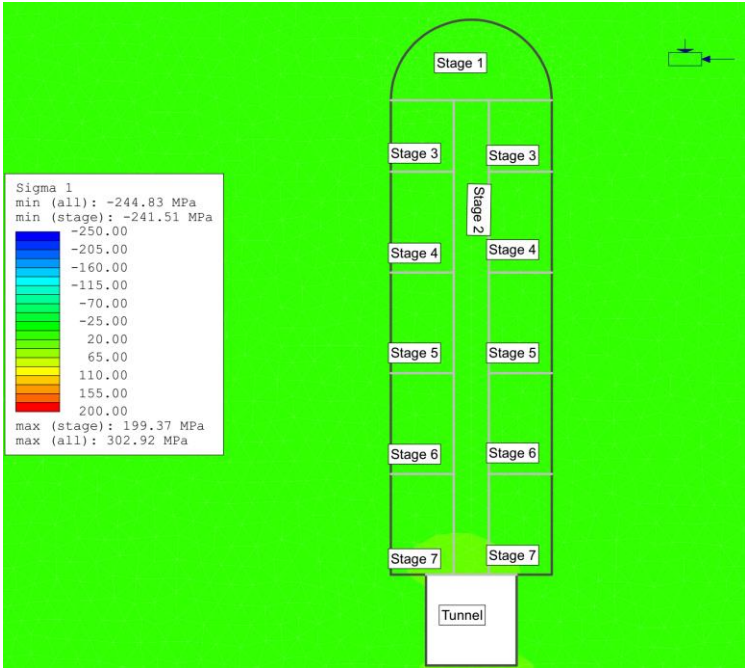 Stage 1
Stage 3
Stage 3
Stage 2
Stage 4
Stage 4
Stage 5
Stage 5
Stage 6
Stage 6
Stage 7
Stage 7
Tunnel
Sigma 1
min (all): -244.83 MPa
min (stage): -241.51 MPa
-250.00
-205.00
-160.00
-115.00
-70.00
-25.00
20.00
65.00
110.00
155.00
200.00
max (stage): 199.37 MPa
max (all): 302.92 MPa